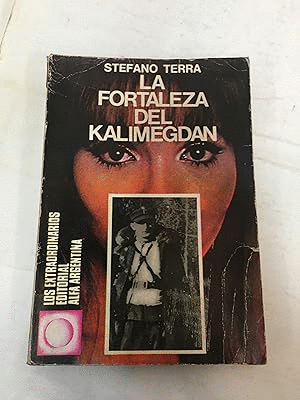 STEFANO TERRA
LA
FORTALEZA
DEL
KALIMEGDAN
LOS EXTRAORDINARIOS
EDITORIAL
ALFA ARGENTINA